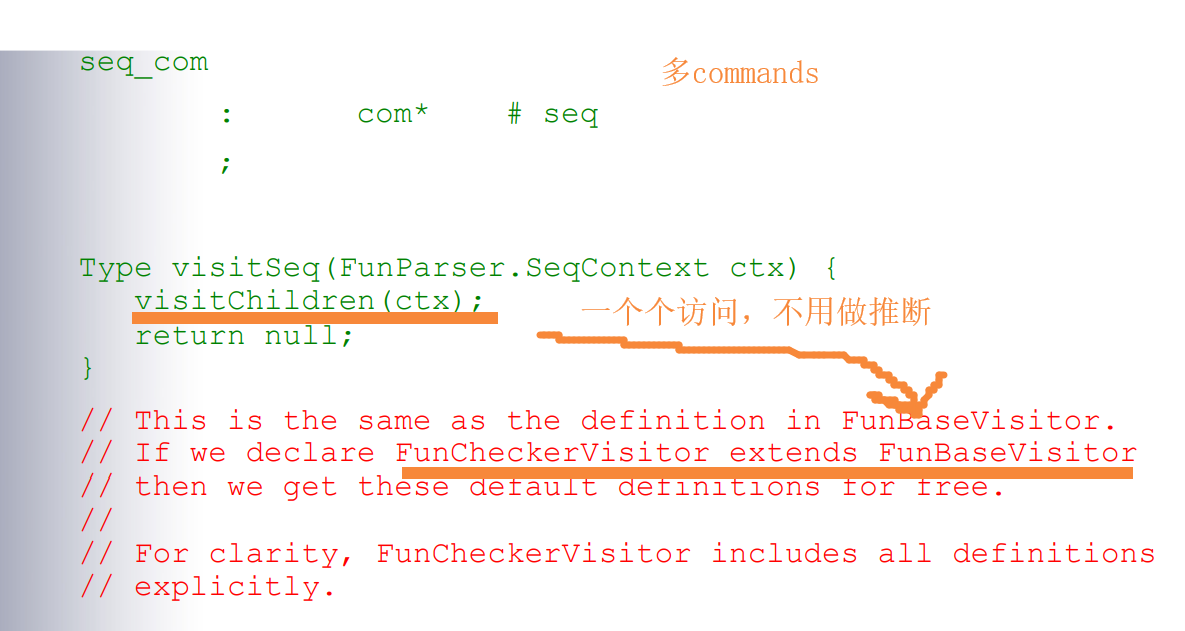 seq_com
多commands
: com* # seq
;
Type visitSeq(FunParser.SeqContext ctx) {
visitChildren(ctx);
一个个访问，不用做推断
return null;
}
// This is the same as the definition in FunBaseVisitor.
// If we declare FunCheckerVisitor extends FunBaseVisitor
// then we get these default definitions for free.
//
// For clarity, FunCheckerVisitor includes all definitions
// explicitly.